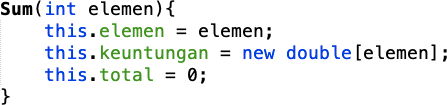 Sum(int elemen){
    this.elemen = elemen;
    this.keuntungan = new double[elemen];
    this.total = 0;
}